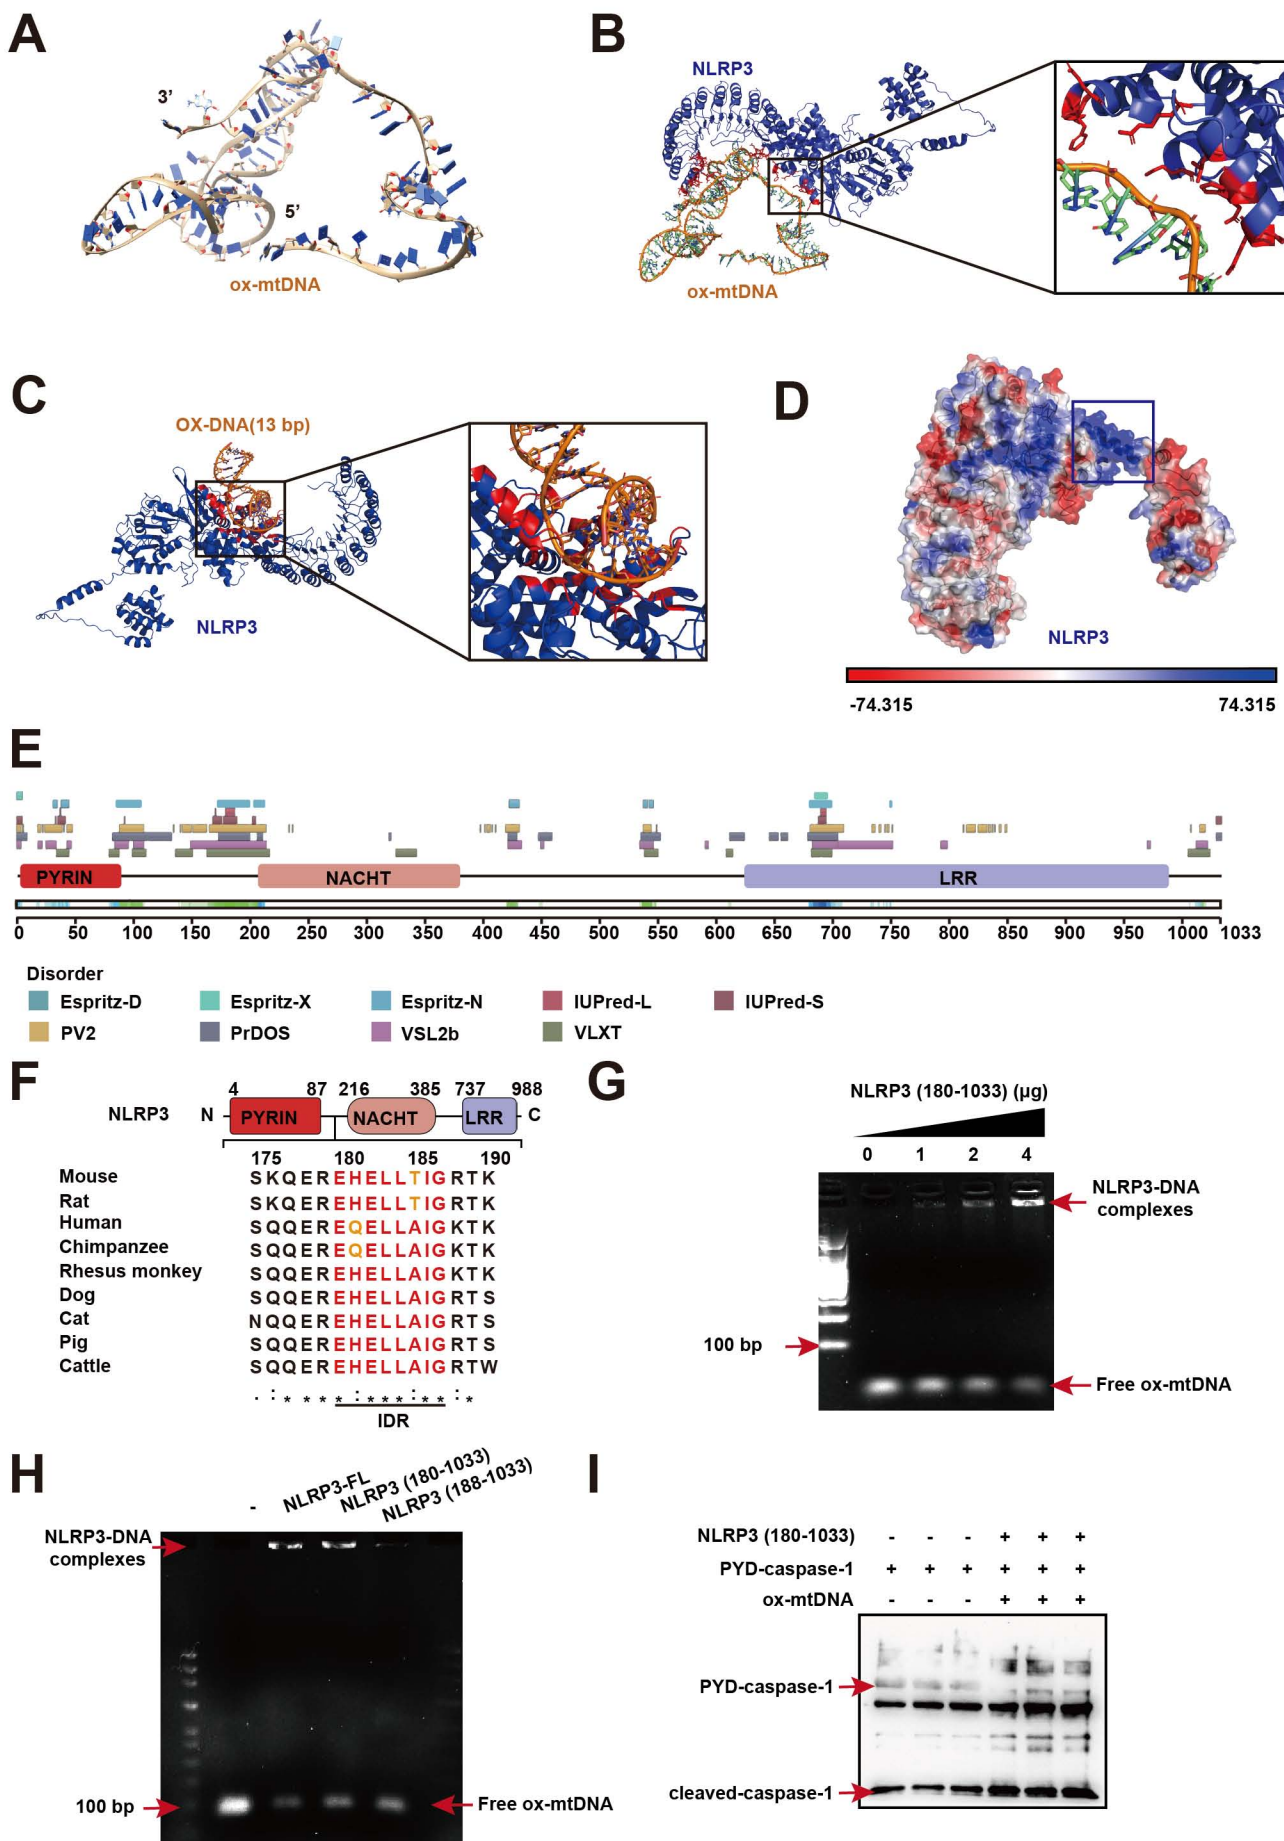 A
3'
5'
ox-mtDNA
B
NLRP3
ox-mtDNA
C
OX-DNA(13 bp)
NLRP3
D
NLRP3
-74.315 74.315
E
PYRIN NACHT LRR
0 50 100 150 200 250 300 350 400 450 500 550 600 650 700 750 800 850 900 950 1000 1033
Disorder
Espritz-D Espritz-X Espritz-N IUPred-L IUPred-S
PV2 PrDOS VSL2b VLXT
F
4 87 216 385 737 988
NLRP3 N PYRIN NACHT LRR C
175 180 185 190
Mouse SKQEREHELLTIGRTK
Rat SKQEREHELLTIGRTK
Human SQQEREQELLAIGKTK
Chimpanzee SQQEREQELLAIGKTK
Rhesus monkey SQQEREHELLAIGKTK
Dog SQQEREHELLAIGRTS
Cat NQQEREHELLAIGRTS
Pig SQQEREHELLAIGRTS
Cattle SQQEREHELLAIGRTW
. : * * * * : * * * : * * : *
IDR
G
NLRP3 (180-1033) (μg)
0 1 2 4
NLRP3-DNA
complexes
100 bp
Free ox-mtDNA
H
- NLRP3-FL NLRP3 (180-1033) NLRP3 (188-1033)
NLRP3-DNA
complexes
100 bp
Free ox-mtDNA
I
NLRP3 (180-1033) - - - + + +
PYD-caspase-1 + + + + + +
ox-mtDNA - - - + + +
PYD-caspase-1
cleaved-caspase-1